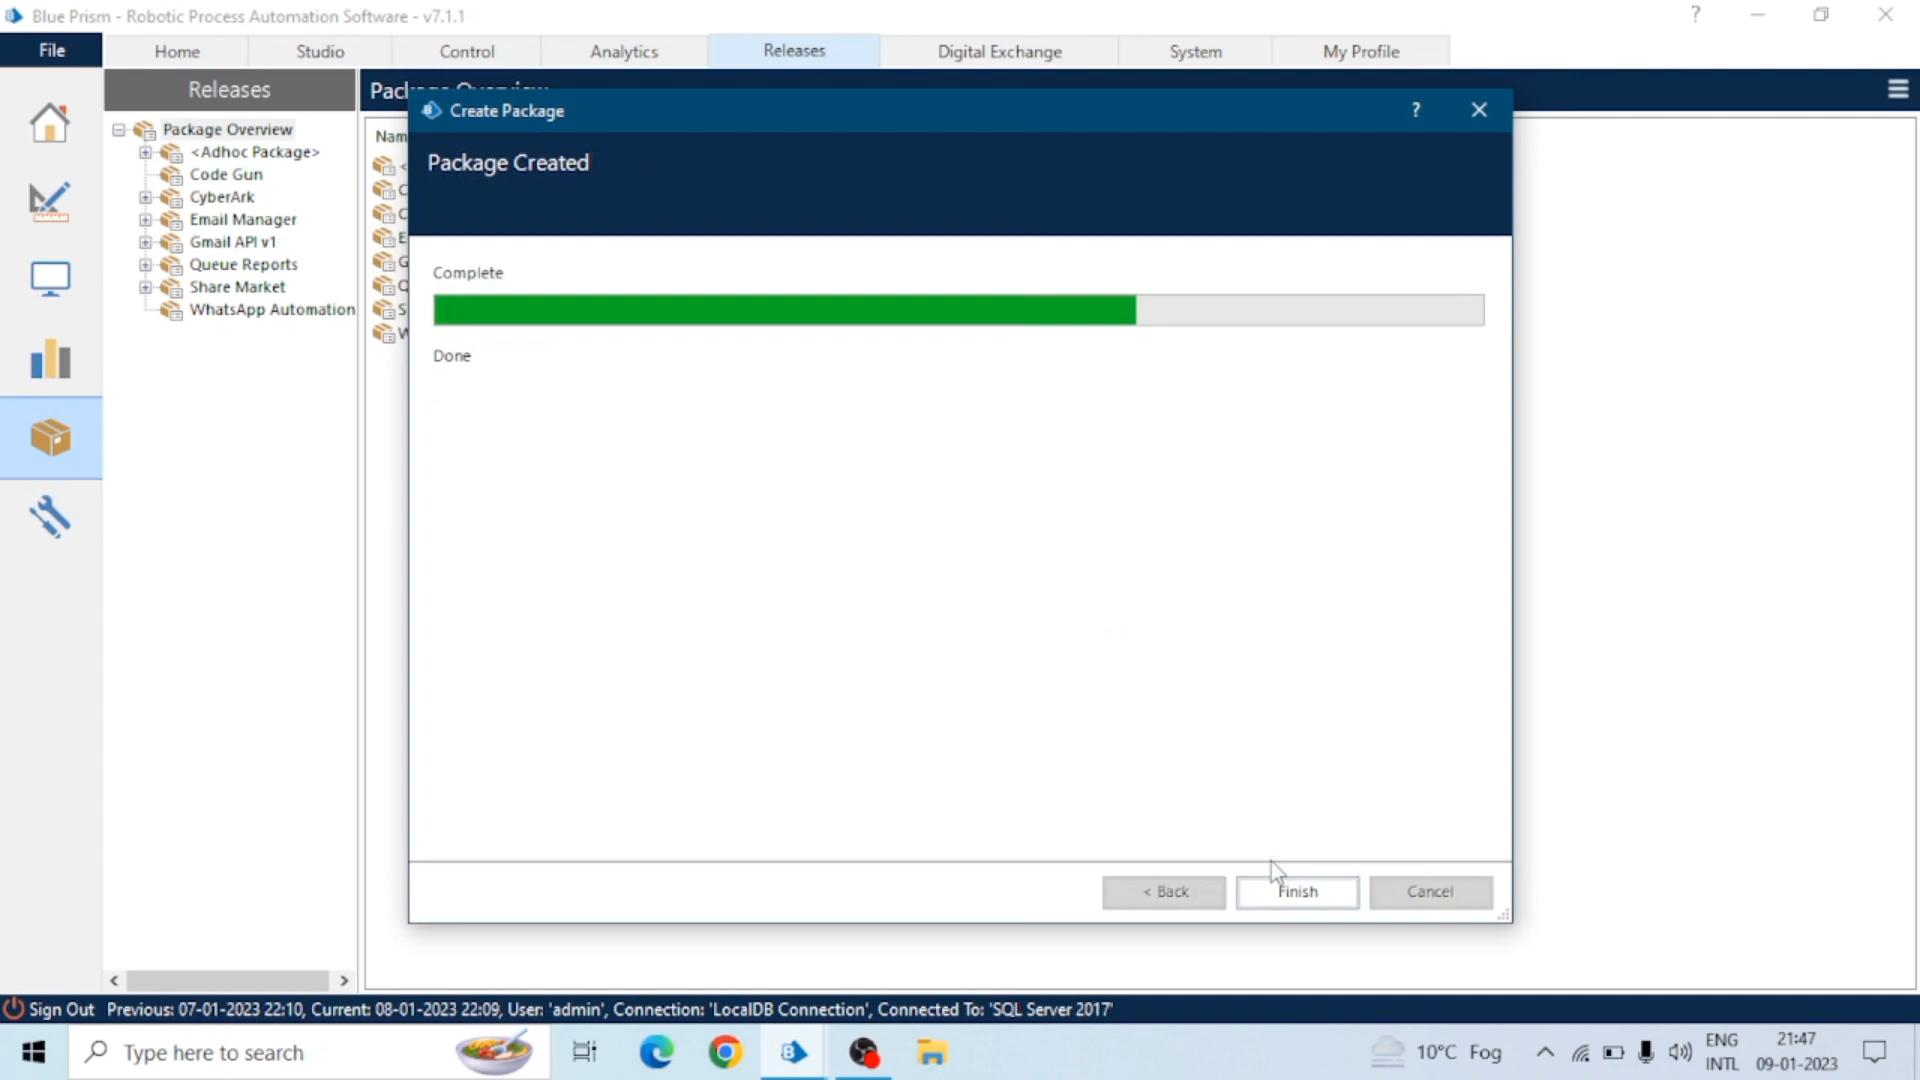 Blue Prism - Robotic Process Automation Software - v7.1.1
?
File
Home
Studio
Control
Analytics
Releases
Digital Exchange
System
My Profile
Releases
Package Overview
<Adhoc Package>
Code Gun
CyberArk
Email Manager
Gmail API v1
Queue Reports
Share Market
WhatsApp Automation
Nam
Create Package
?
Package Created
Complete
Done
< Back
Finish
Cancel
Sign Out Previous: 07-01-2023 22:10, Current: 08-01-2023 22:09, User: 'admin', Connection: 'LocalDB Connection', Connected To: 'SQL Server 2017'
Type here to search
10°C Fog
ENG
INTL
21:47
09-01-2023